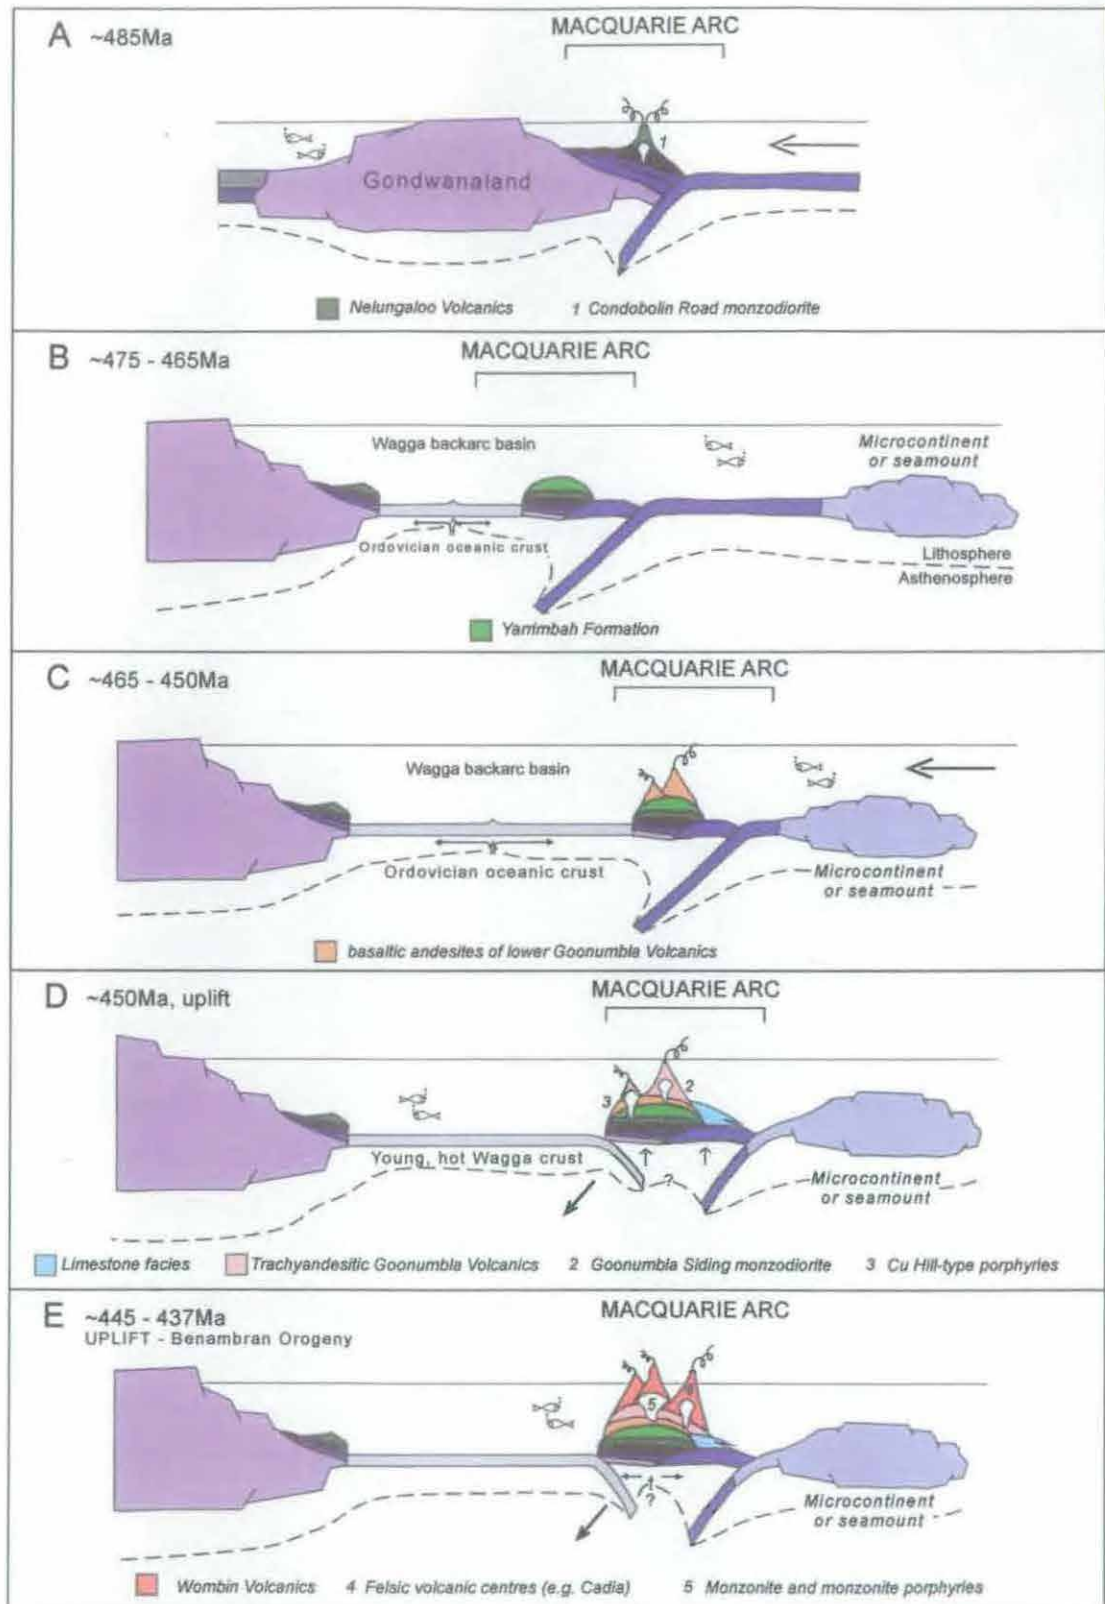 A ~485Ma
MACQUARIE ARC
1
Gondwanaland
Nelungaloo Volcanics 1 Condobolin Road monzodiorite
B ~475 - 465Ma
MACQUARIE ARC
Wagga backarc basin
Microcontinent
or seamount
Ordovician oceanic crust
Lithosphere
Asthenosphere
Yarrimbah Formation
C ~465 - 450Ma
MACQUARIE ARC
Wagga backarc basin
Ordovician oceanic crust
Microcontinent
or seamount
basaltic andesites of lower Goonumbla Volcanics
D ~450Ma, uplift
MACQUARIE ARC
3 2
Young, hot Wagga crust
?
Microcontinent
or seamount
Limestone facies Trachyandesitic Goonumbla Volcanics 2 Goonumbla Siding monzodiorite 3 Cu Hill-type porphyries
E ~445 - 437Ma
UPLIFT - Benambran Orogeny
MACQUARIE ARC
5
?
Microcontinent
or seamount
Wombin Volcanics 4 Felsic volcanic centres (e.g. Cadia) 5 Monzonite and monzonite porphyries